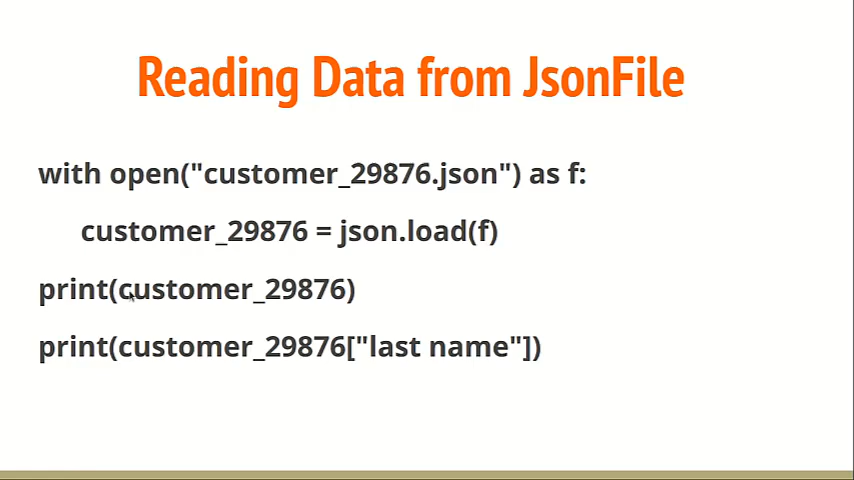 Reading Data from JsonFile
with open("customer_29876.json") as f:
customer_29876 = json.load(f)
print(customer_29876)
print(customer_29876["last name"])